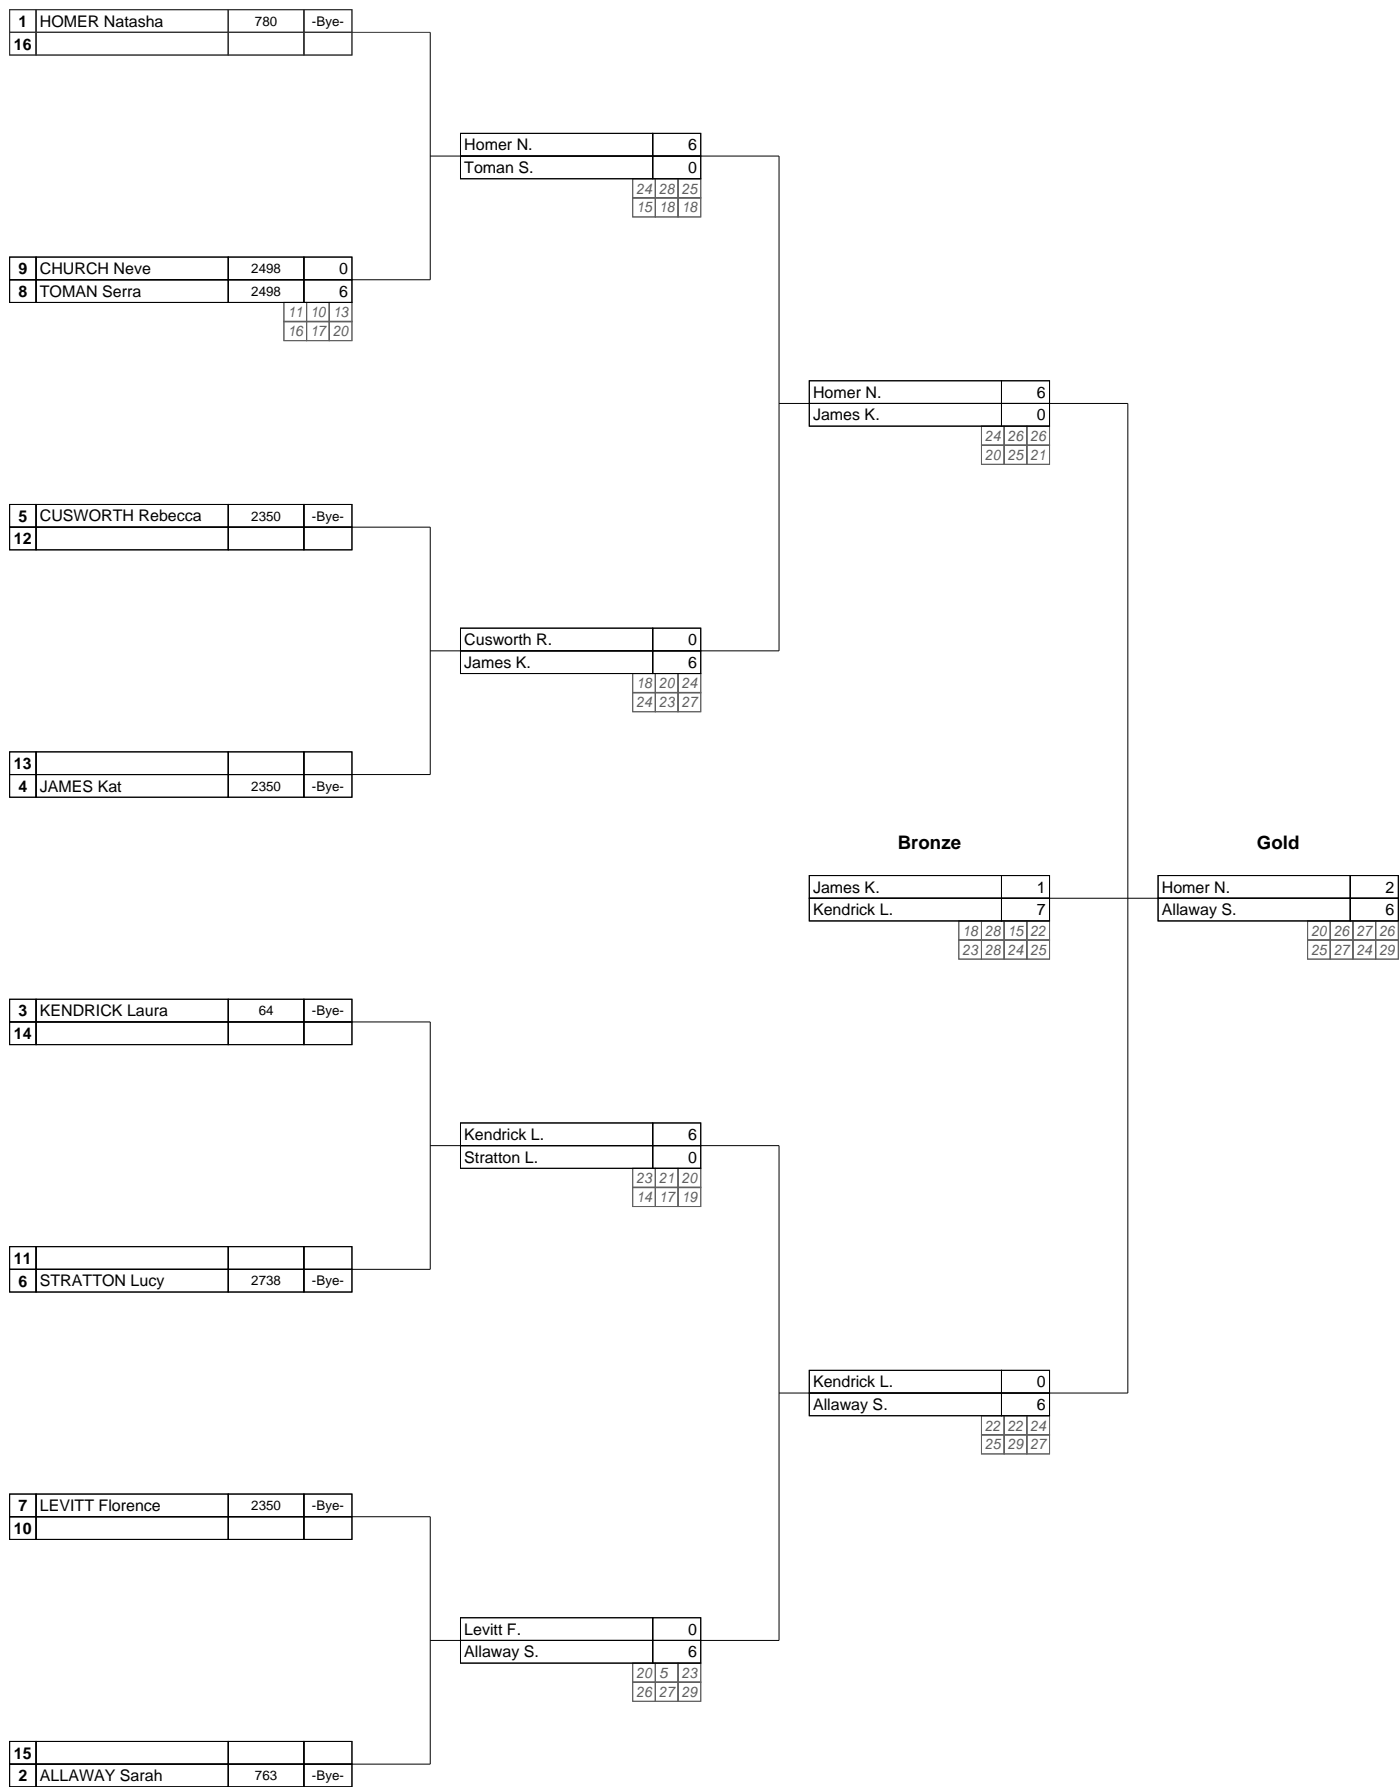 1 HOMER Natasha 780 -Bye-
16
Homer N. 6
Toman S. 0
24 28 25
15 18 18
9 CHURCH Neve 2498 0
8 TOMAN Serra 2498 6
11 10 13
16 17 20
Homer N. 6
James K. 0
24 26 26
20 25 21
5 CUSWORTH Rebecca 2350 -Bye-
12
Cusworth R. 0
James K. 6
18 20 24
24 23 27
13
4 JAMES Kat 2350 -Bye-
Bronze Gold
James K. 1 Homer N. 2
Kendrick L. 7 Allaway S. 6
18 28 15 22 20 26 27 26
23 28 24 25 25 27 24 29
3 KENDRICK Laura 64 -Bye-
14
Kendrick L. 6
Stratton L. 0
23 21 20
14 17 19
11
6 STRATTON Lucy 2738 -Bye-
Kendrick L. 0
Allaway S. 6
22 22 24
25 29 27
7 LEVITT Florence 2350 -Bye-
10
Levitt F. 0
Allaway S. 6
20 5 23
26 27 29
15
2 ALLAWAY Sarah 763 -Bye-